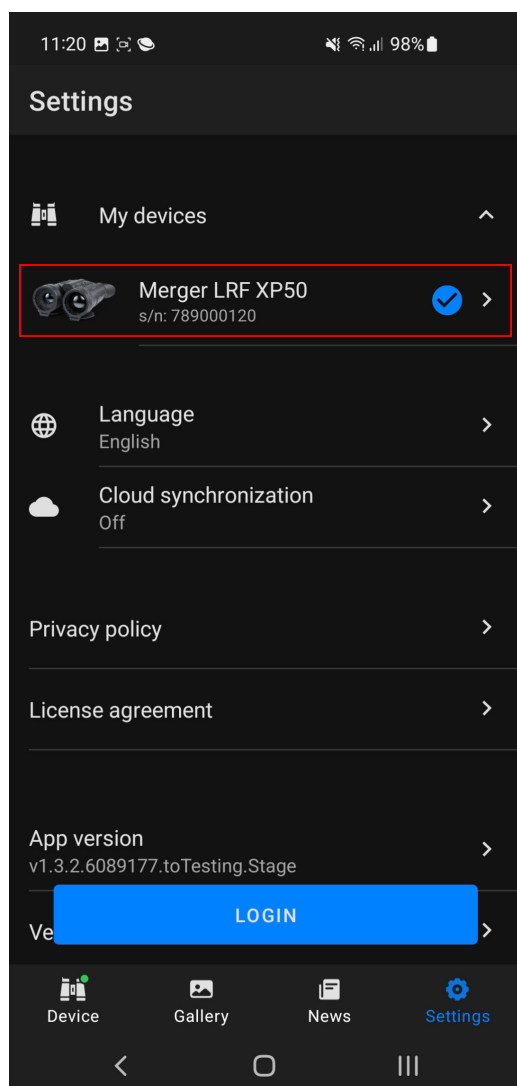 11:20 98%
Settings
My devices
Merger LRF XP50
s/n: 789000120
Language
English
Cloud synchronization
Off
Privacy policy
License agreement
App version
v1.3.2.6089177.toTesting.Stage
LOGIN
Ve
Device Gallery News Settings